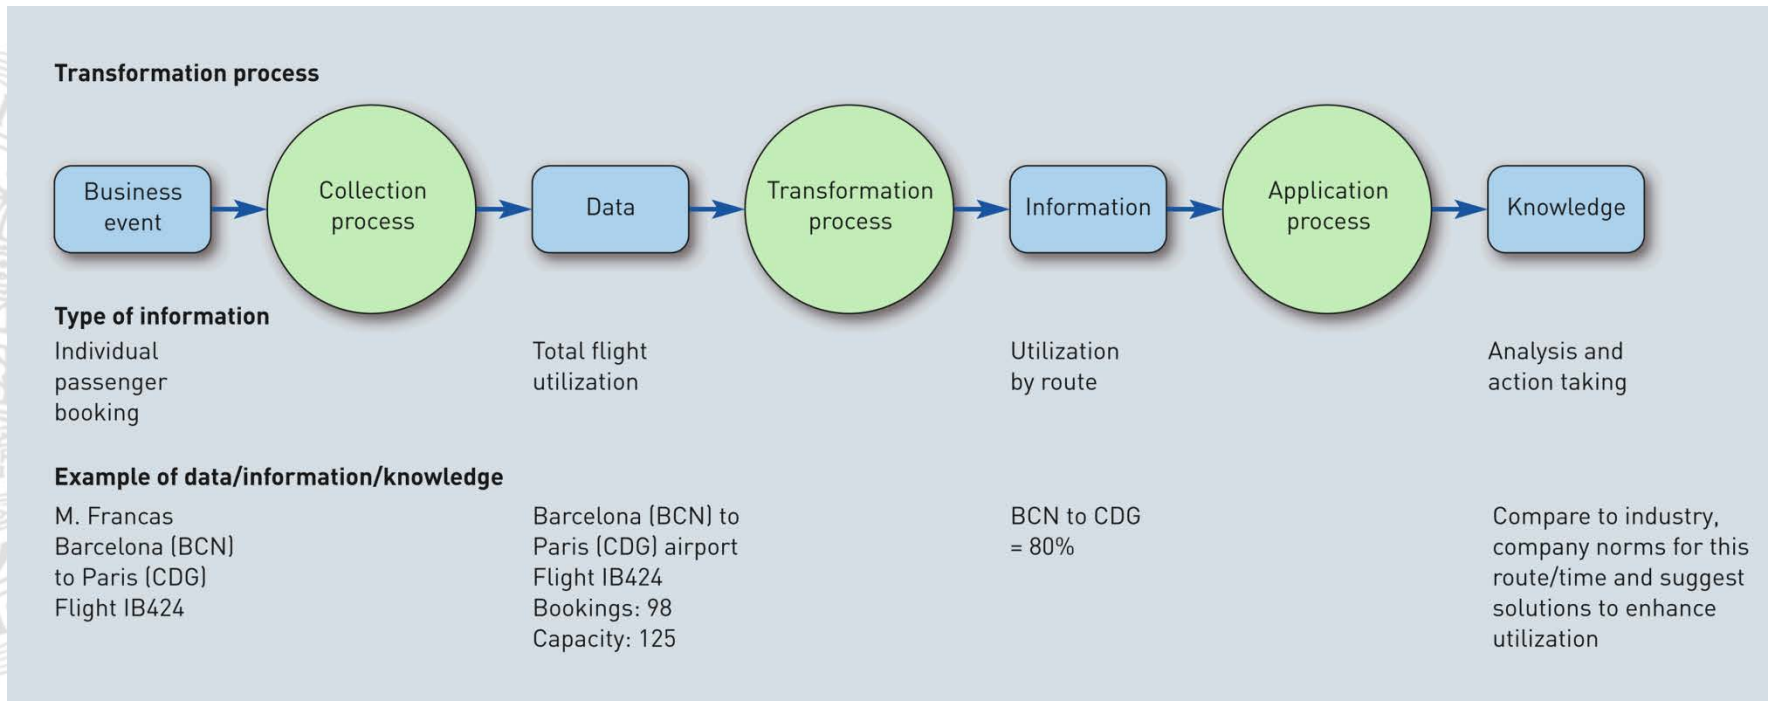 Transformation process
Business
event
Collection
process
Data
Transformation
process
Information
Application
process
Knowledge
Type of information
Individual
passenger
booking
Total flight
utilization
Utilization
by route
Analysis and
action taking
Example of data/information/knowledge
M. Francas
Barcelona (BCN)
to Paris (CDG)
Flight IB424
Barcelona (BCN) to
Paris (CDG) airport
Flight IB424
Bookings: 98
Capacity: 125
BCN to CDG
= 80%
Compare to industry,
company norms for this
route/time and suggest
solutions to enhance
utilization